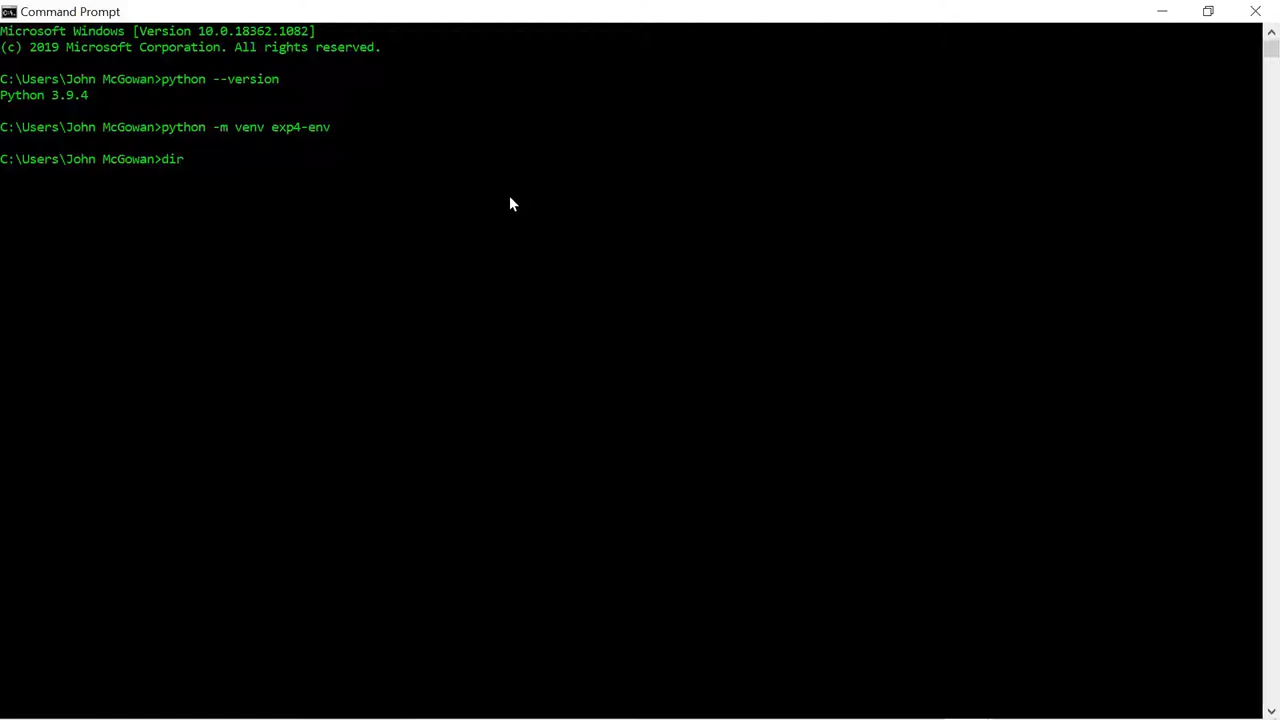 Command Prompt
Microsoft Windows [Version 10.0.18362.1082]
(c) 2019 Microsoft Corporation. All rights reserved.
C:\Users\John McGowan>python --version
Python 3.9.4
C:\Users\John McGowan>python -m venv exp4-env
C:\Users\John McGowan>dir